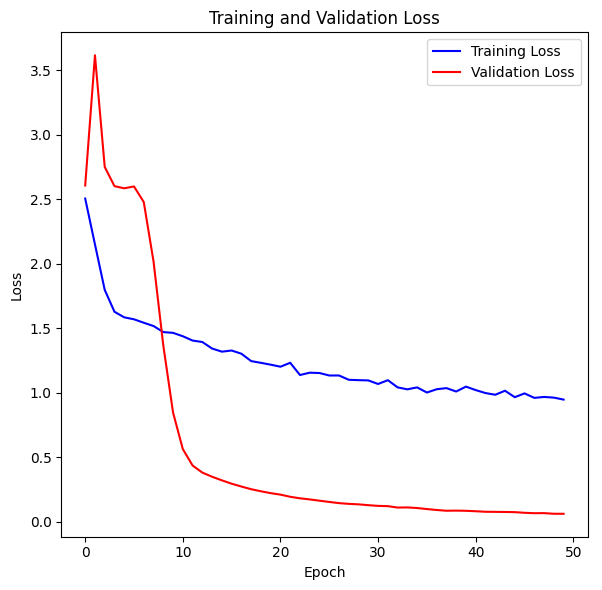 Training and Validation Loss
Training Loss
Validation Loss
Loss
3.5
3.0
2.5
2.0
1.5
1.0
0.5
0.0
0 10 20 30 40 50
Epoch